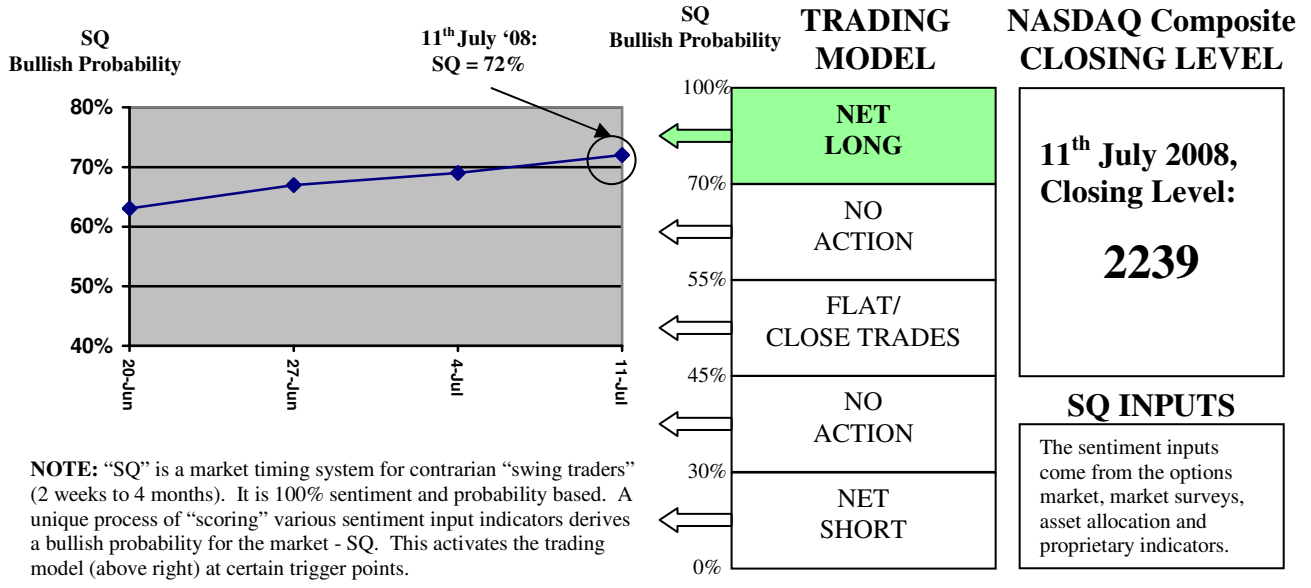 SQ
Bullish Probability
11th July ‘08:
SQ = 72%
80%
70%
60%
50%
40%
20-Jun
27-Jun
4-Jul
11-Jul
NOTE: “SQ” is a market timing system for contrarian “swing traders”
(2 weeks to 4 months). It is 100% sentiment and probability based. A
unique process of “scoring” various sentiment input indicators derives
a bullish probability for the market - SQ. This activates the trading
model (above right) at certain trigger points.
SQ
Bullish Probability
TRADING
MODEL
100%
NET
LONG
70%
NO
ACTION
55%
FLAT/
CLOSE TRADES
45%
NO
ACTION
30%
NET
SHORT
0%
NASDAQ Composite
CLOSING LEVEL
11th July 2008,
Closing Level:
2239
SQ INPUTS
The sentiment inputs
come from the options
market, market surveys,
asset allocation and
proprietary indicators.